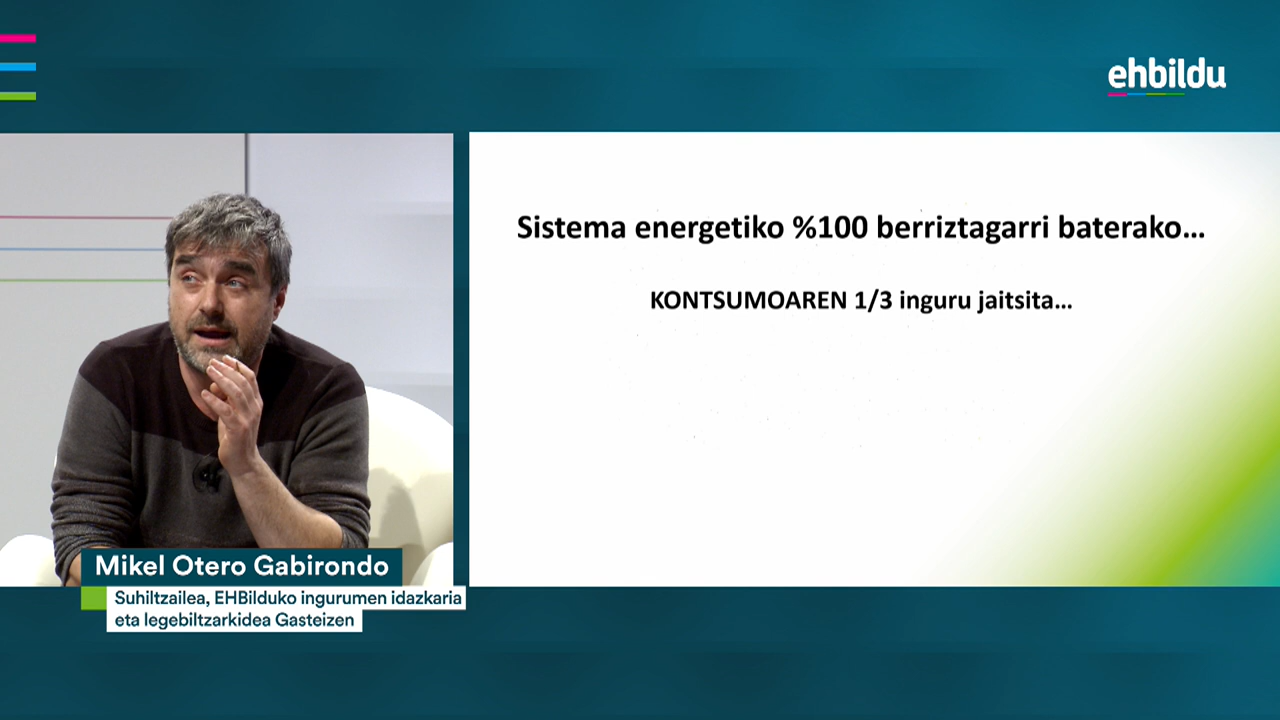 ehbildu
Sistema energetiko %100 berriztagarri baterako...
KONTSUMOAREN 1/3 inguru jaitsita...
Mikel Otero Gabirondo
Suhiltzailea, EHBilduko ingurumen idazkaria
eta legebiltzarkidea Gasteizen